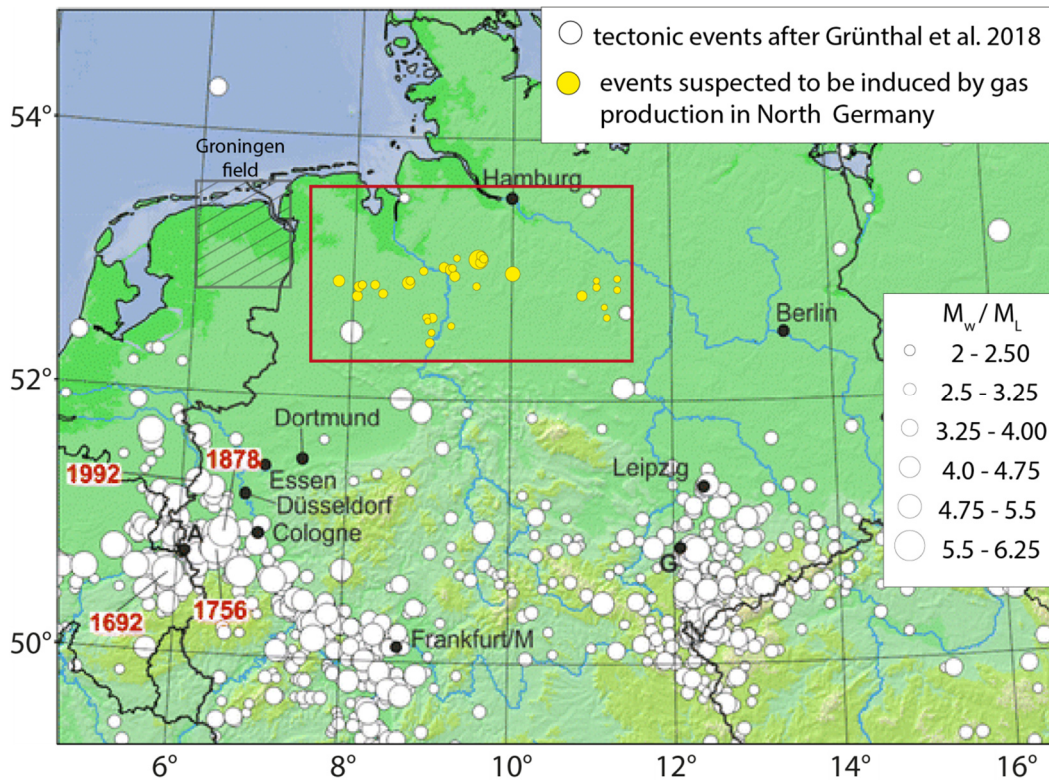 tectonic events after Grünthal et al. 2018
events suspected to be induced by gas
production in North Germany
54°
Groningen
field
Hamburg
Berlin
M_w / M_L
2 - 2.50
2.5 - 3.25
3.25 - 4.00
4.0 - 4.75
4.75 - 5.5
5.5 - 6.25
52°
Dortmund
1878
1992
Essen
Leipzig
Düsseldorf
A
Cologne
G
1692
1756
50°
Frankfurt/M
6°
8°
10°
12°
14°
16°